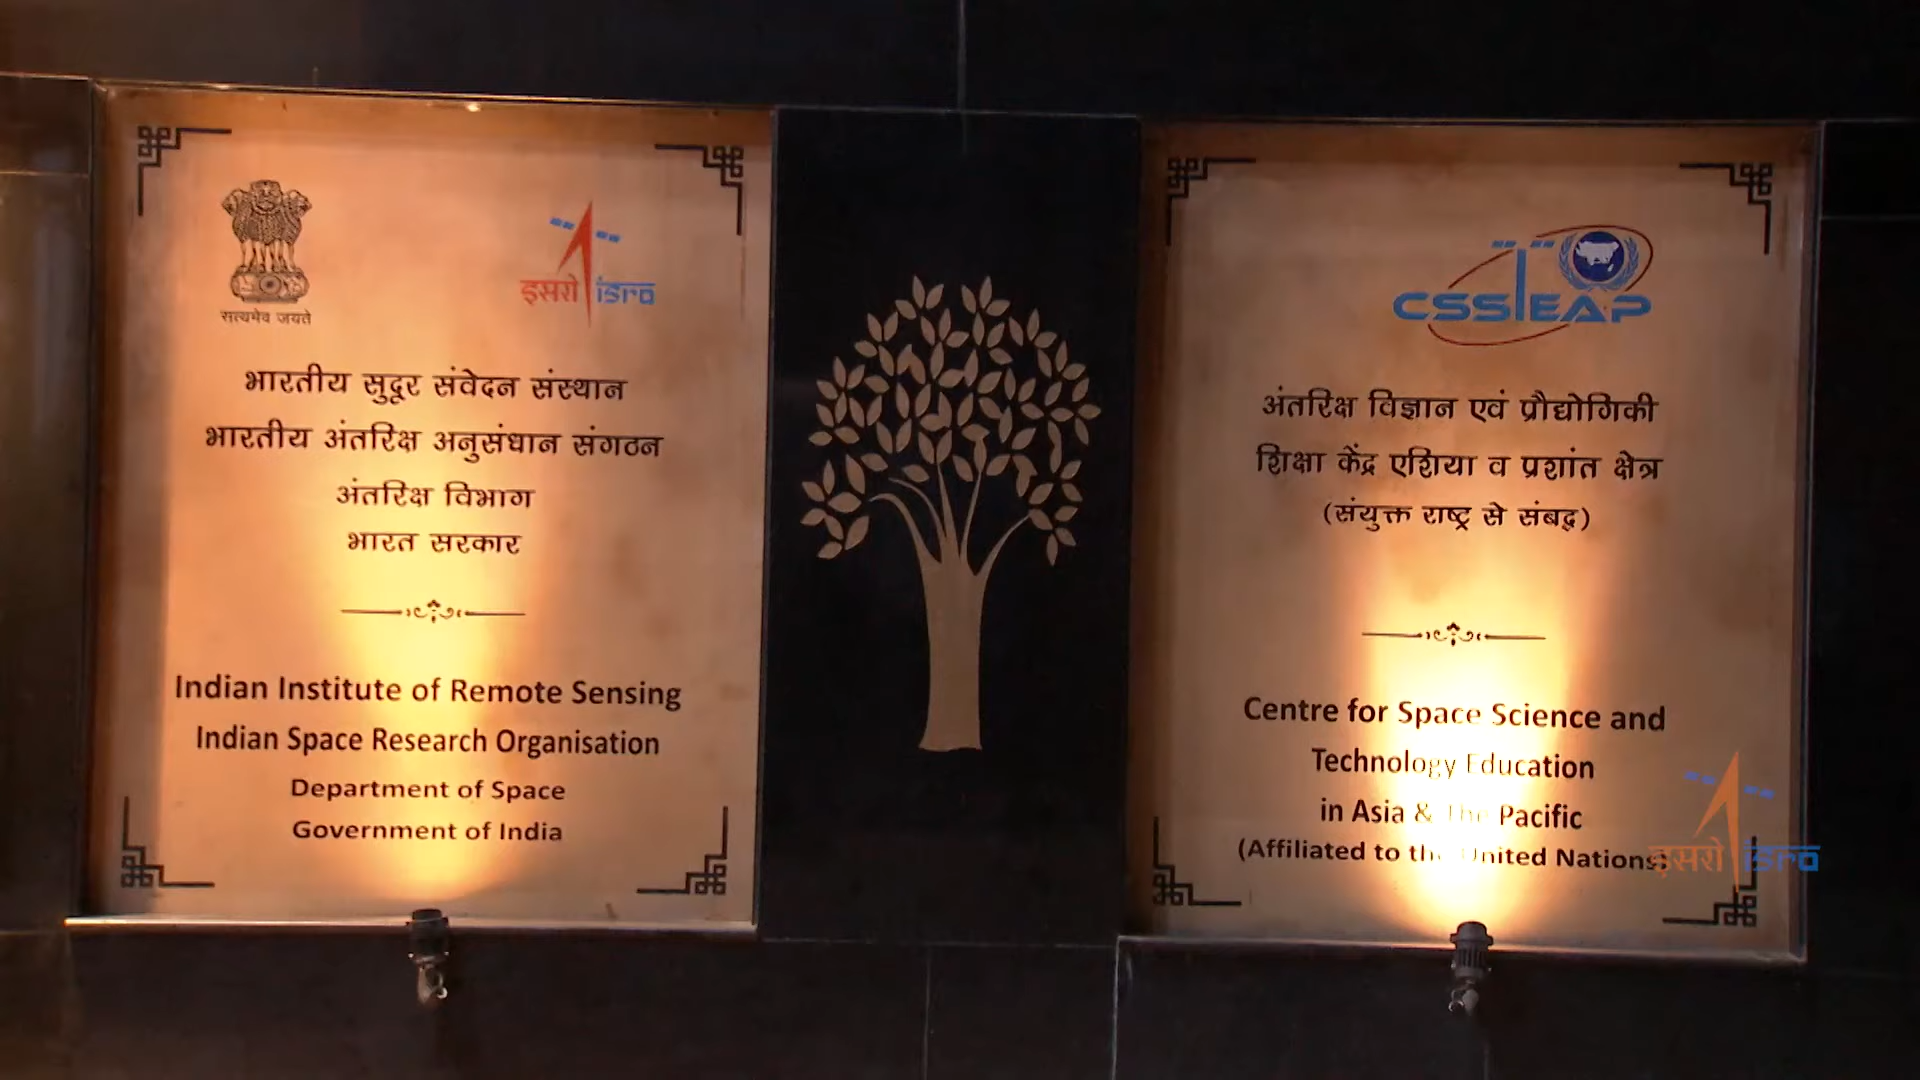 सत्यमेव जयते
इसरो isro
भारतीय सुदूर संवेदन संस्थान
भारतीय अंतरिक्ष अनुसंधान संगठन
अंतरिक्ष विभाग
भारत सरकार
Indian Institute of Remote Sensing
Indian Space Research Organisation
Department of Space
Government of India
CSSTEAP
अंतरिक्ष विज्ञान एवं प्रौद्योगिकी
शिक्षा केंद्र एशिया व प्रशांत क्षेत्र
(संयुक्त राष्ट्र से संबद्ध)
Centre for Space Science and
Technology Education
in Asia & the Pacific
(Affiliated to the United Nations)
इसरो isro